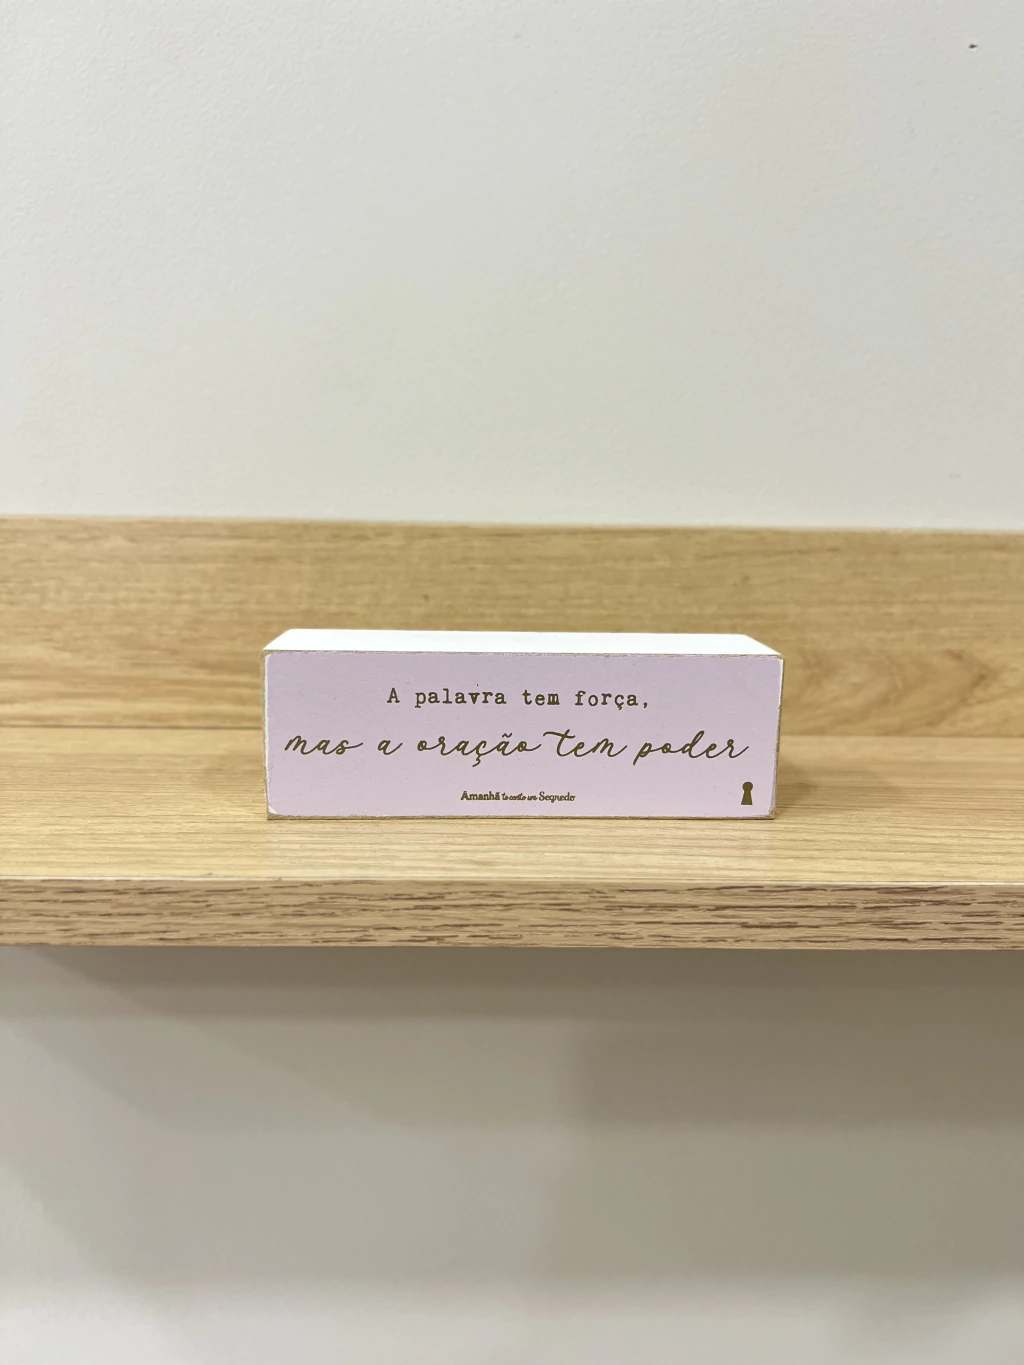 A palavra tem força,
mas a oração tem poder
Amanhã te conto um Segredo